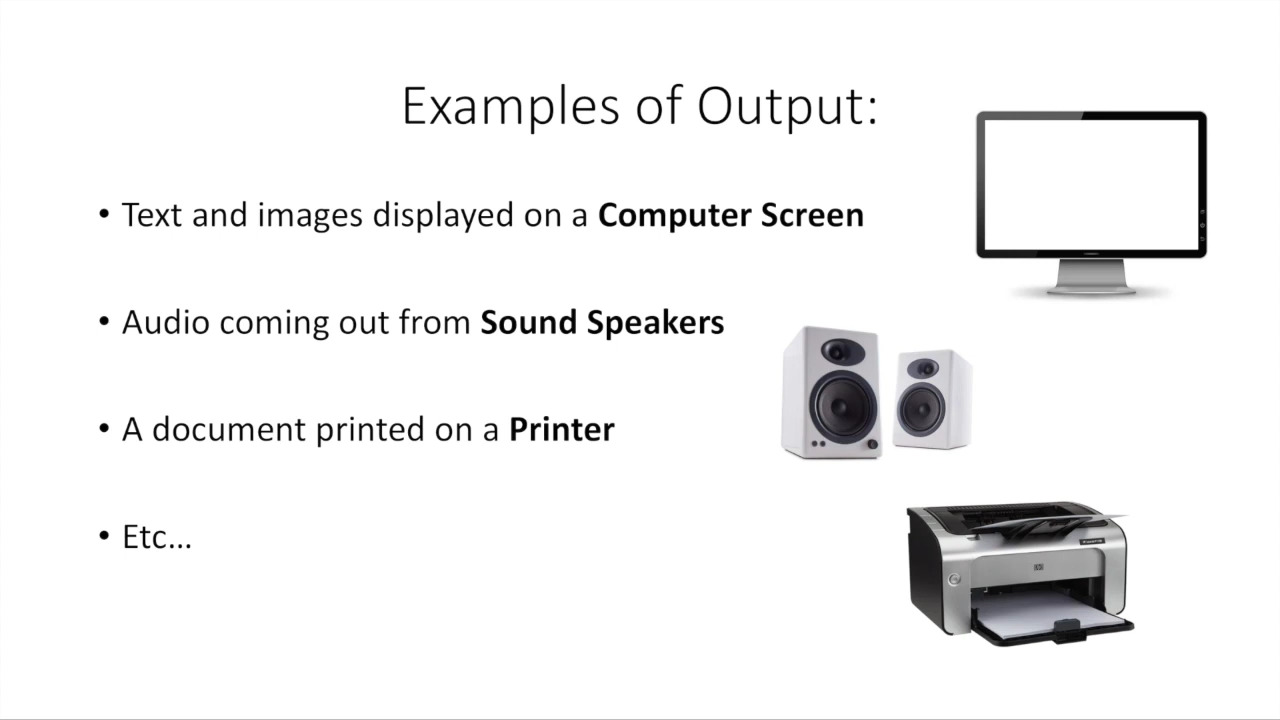 Examples of Output:
• Text and images displayed on a Computer Screen
• Audio coming out from Sound Speakers
• A document printed on a Printer
• Etc...